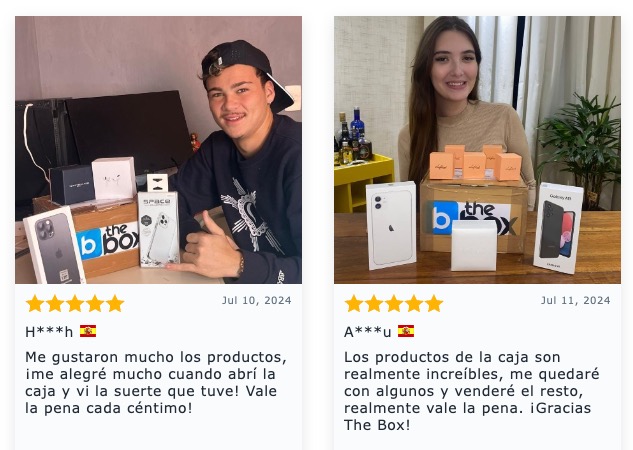 SPACE
b the
box
b the
box
Galaxy A13
Jul 10, 2024
H***h
Me gustaron mucho los productos,
¡me alegré mucho cuando abrí la
caja y vi la suerte que tuve! Vale
la pena cada céntimo!
Jul 11, 2024
A***u
Los productos de la caja son
realmente increíbles, me quedaré
con algunos y venderé el resto,
realmente vale la pena. ¡Gracias
The Box!